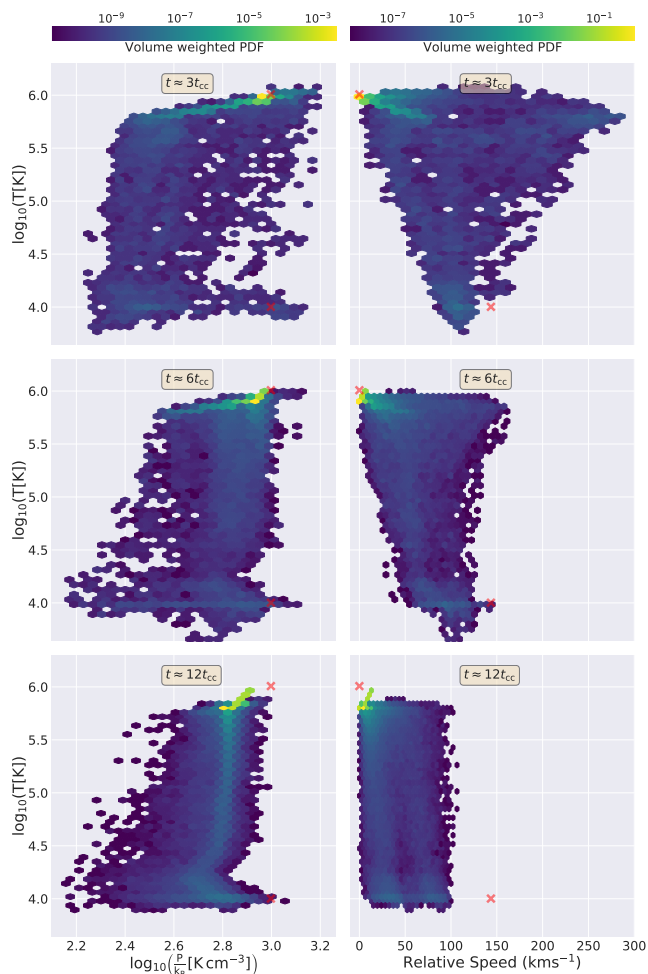 10⁻⁹ 10⁻⁷ 10⁻⁵ 10⁻³
Volume weighted PDF
10⁻⁷ 10⁻⁵ 10⁻³ 10⁻¹
Volume weighted PDF
t ≈ 3t_cc
t ≈ 3t_cc
6.0
5.5
5.0
4.5
4.0
log₁₀(T[K])
t ≈ 6t_cc
t ≈ 6t_cc
6.0
5.5
5.0
4.5
4.0
log₁₀(T[K])
t ≈ 12t_cc
t ≈ 12t_cc
6.0
5.5
5.0
4.5
4.0
log₁₀(T[K])
2.2 2.4 2.6 2.8 3.0 3.2
0 50 100 150 200 250 300
log₁₀(P/k_B [K cm⁻³])
Relative Speed (kms⁻¹)